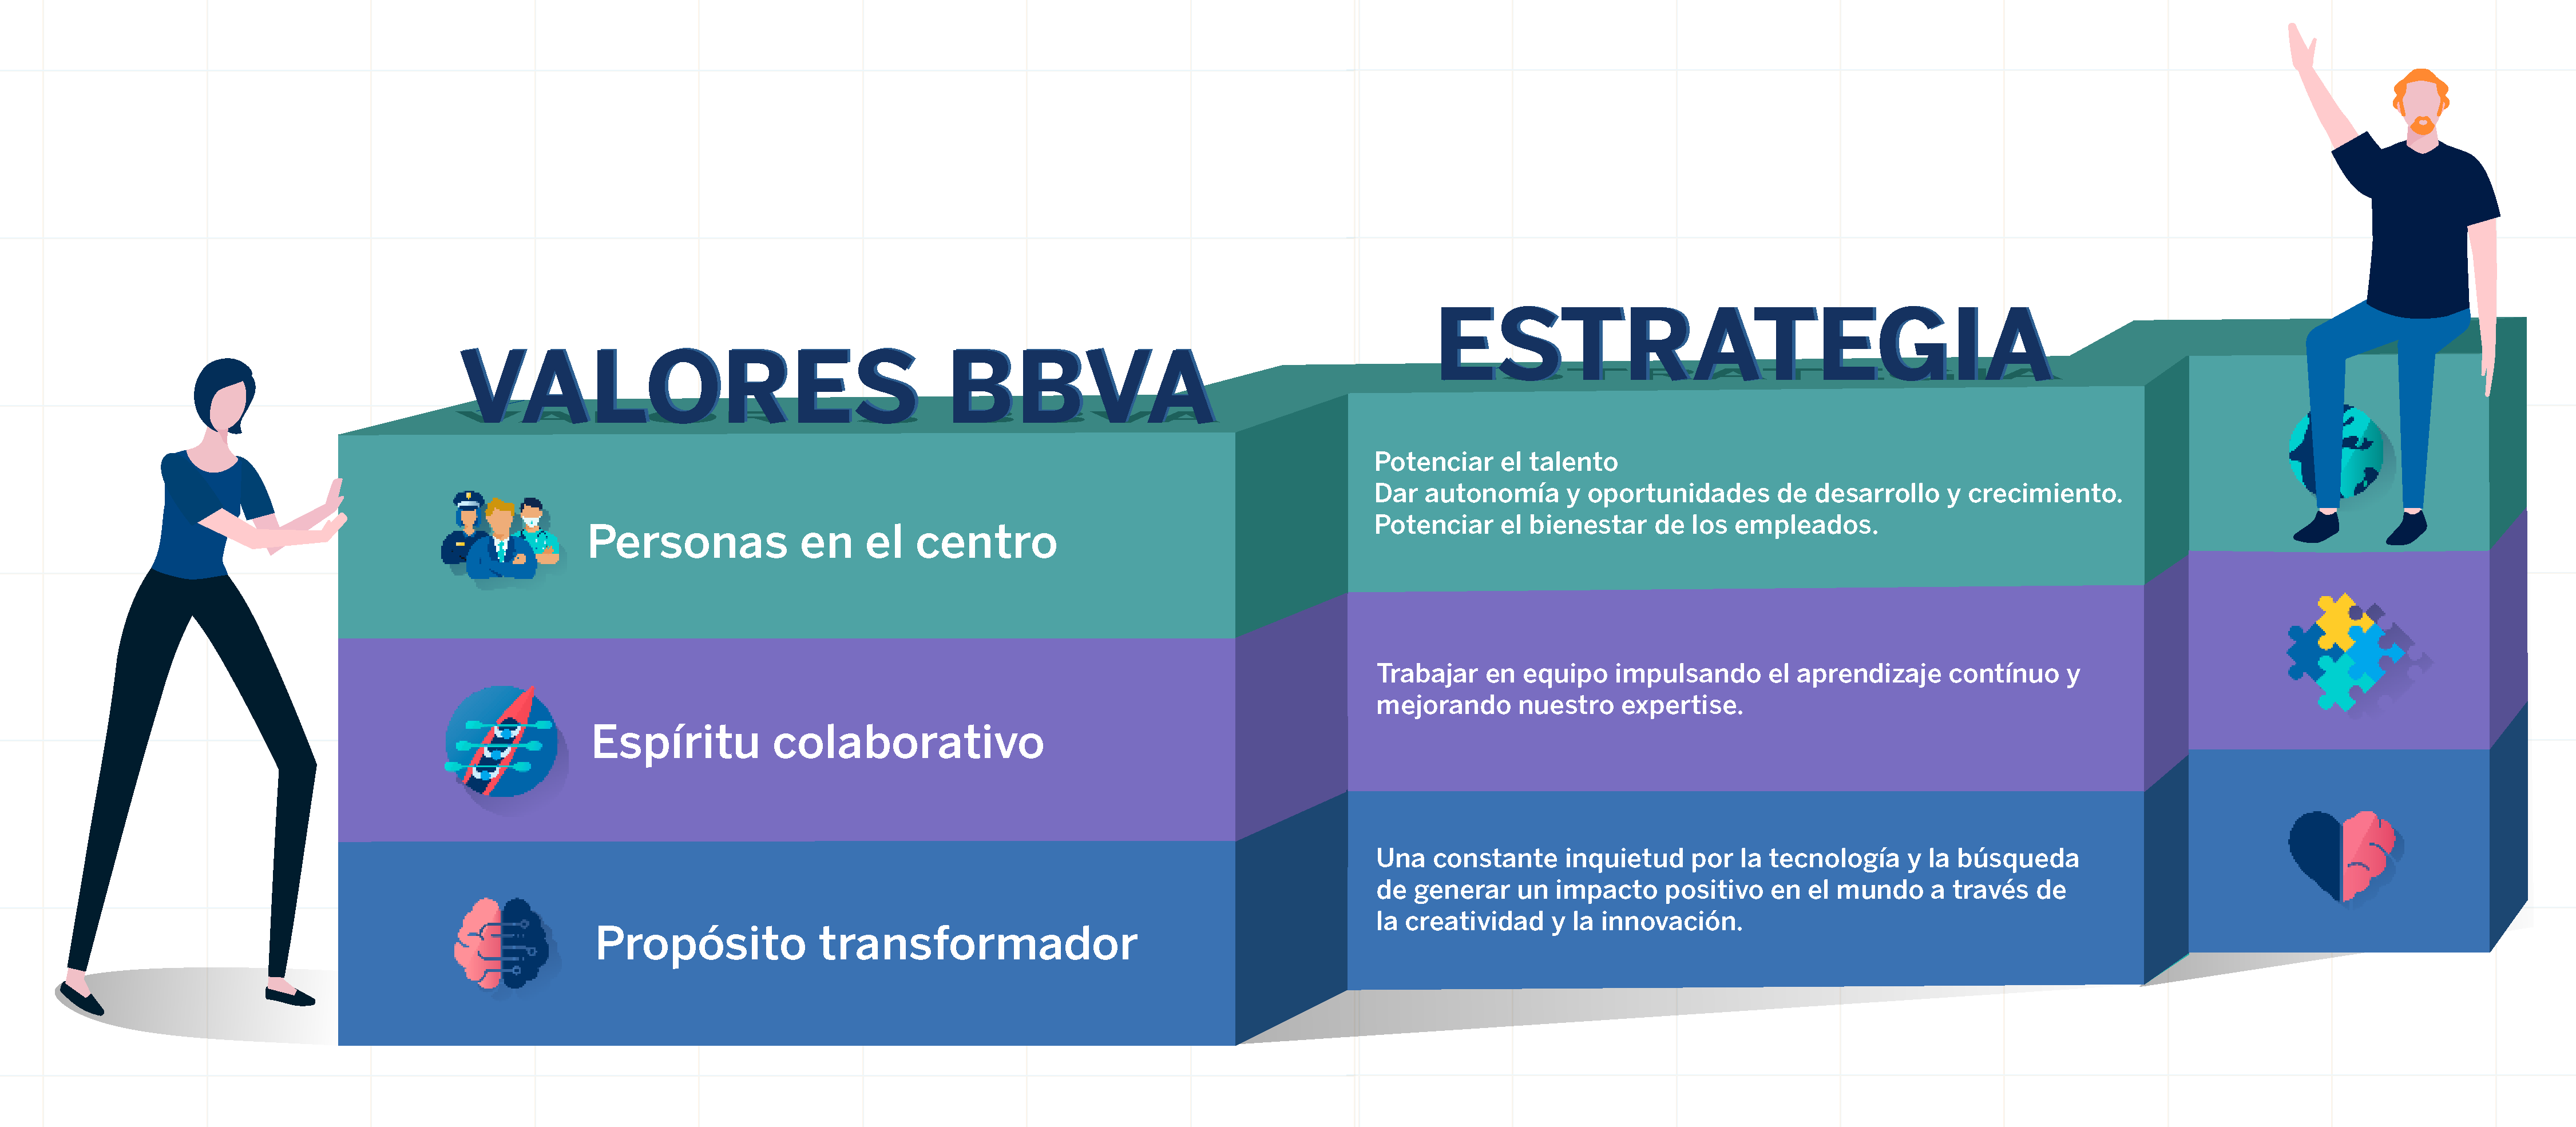 VALORES BBVA
Personas en el centro
Espíritu colaborativo
Propósito transformador
ESTRATEGIA
Potenciar el talento
Dar autonomía y oportunidades de desarrollo y crecimiento.
Potenciar el bienestar de los empleados.
Trabajar en equipo impulsando el aprendizaje contínuo y
mejorando nuestro expertise.
Una constante inquietud por la tecnología y la búsqueda
de generar un impacto positivo en el mundo a través de
la creatividad y la innovación.